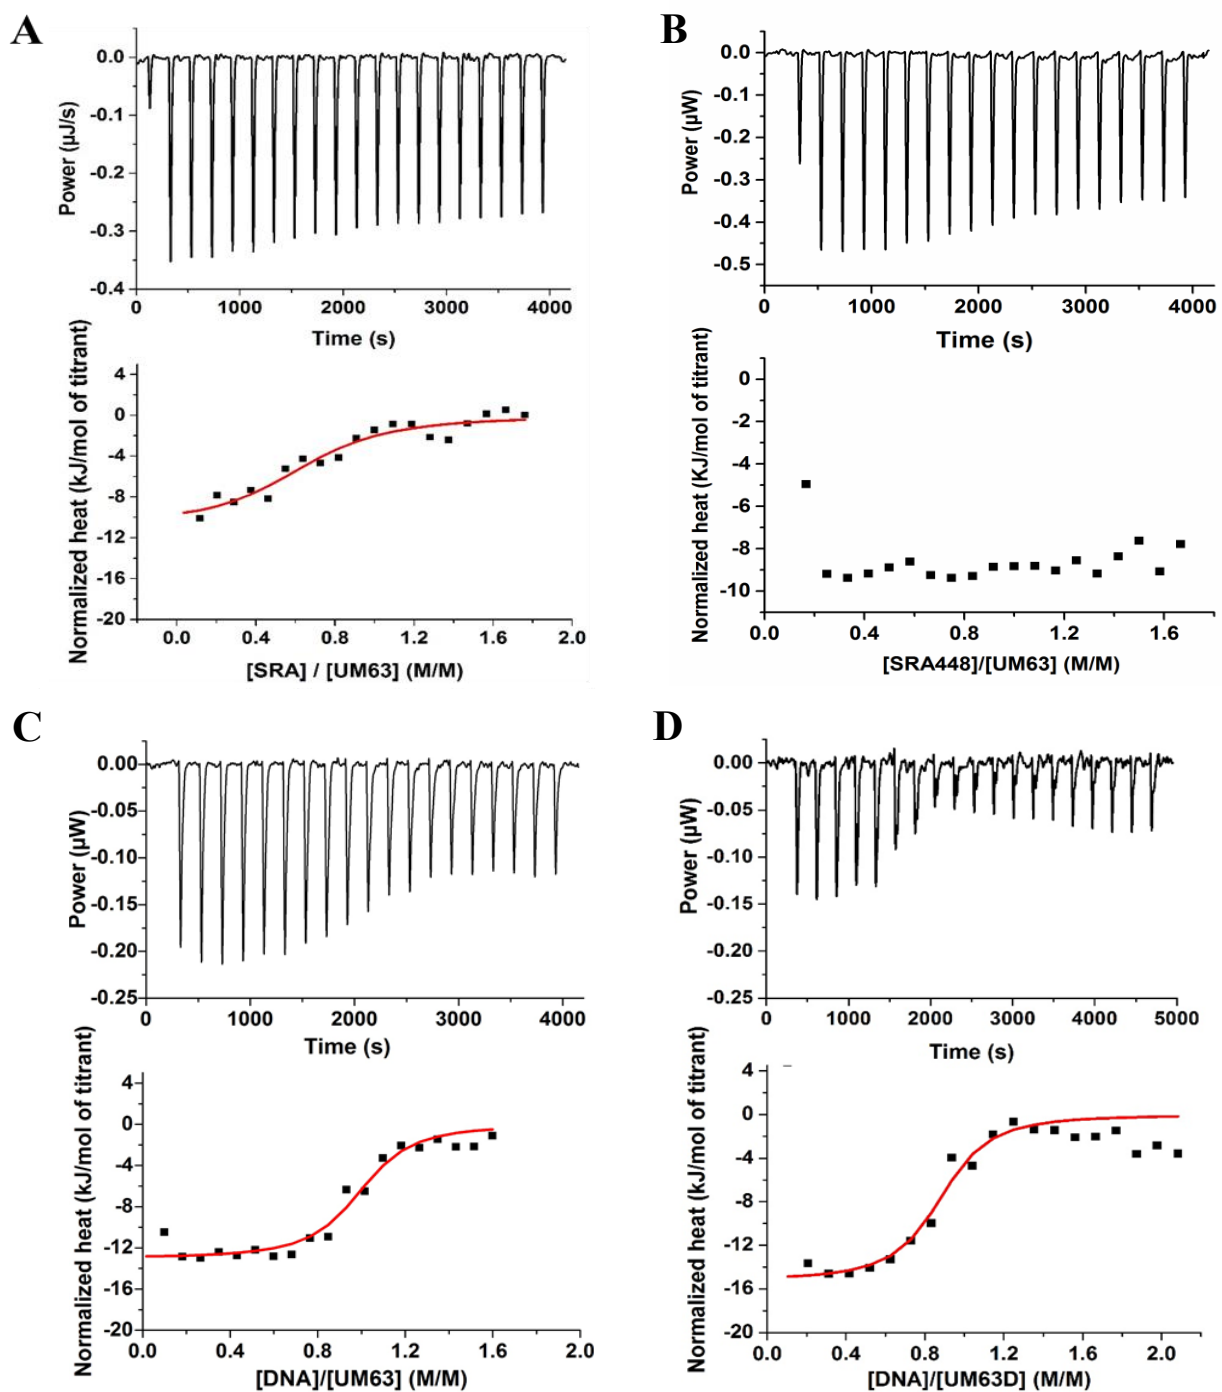 A
0.0
-0.1
-0.2
-0.3
-0.4
Power (µJ/s)
0 1000 2000 3000 4000
Time (s)
4
0
-4
-8
-12
-16
-20
Normalized heat (kJ/mol of titrant)
0.0 0.4 0.8 1.2 1.6 2.0
[SRA] / [UM63] (M/M)
B
0.0
-0.1
-0.2
-0.3
-0.4
-0.5
Power (µW)
0 1000 2000 3000 4000
Time (s)
0
-2
-4
-6
-8
-10
Normalized heat (KJ/mol of titrant)
0.0 0.4 0.8 1.2 1.6
[SRA448]/[UM63] (M/M)
C
0.00
-0.05
-0.10
-0.15
-0.20
-0.25
Power (µW)
0 1000 2000 3000 4000
Time (s)
4
0
-4
-8
-12
-16
-20
Normalized heat (kJ/mol of titrant)
0.0 0.4 0.8 1.2 1.6 2.0
[DNA]/[UM63] (M/M)
D
0.00
-0.05
-0.10
-0.15
-0.20
-0.25
Power (µW)
0 1000 2000 3000 4000 5000
Time (s)
4
0
-4
-8
-12
-16
-20
Normalized heat (kJ/mol of titrant)
0.0 0.4 0.8 1.2 1.6 2.0
[DNA]/[UM63D] (M/M)